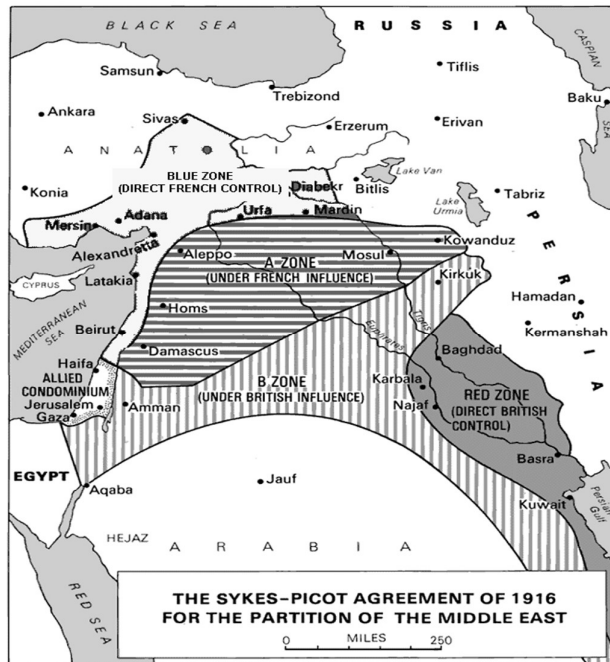 BLACK SEA
RUSSIA
CASPIAN
SEA
Samsun
Tiflis
Trebizond
Baku
Ankara
Sivas
Erzerum
Erivan
ANATOLIA
BLUE ZONE
(DIRECT FRENCH CONTROL)
Diabekr
Bitlis
Lake Van
Konia
Tabriz
Mersin
Adana
Urfa
Mardin
Lake
Urmia
PERSIA
Alexandretta
Aleppo
A ZONE
(UNDER FRENCH INFLUENCE)
Mosul
Kowanduz
Kirkuk
CYPRUS
Latakia
Hamadan
MEDITERRANEAN
SEA
Homs
Euphrates
Tigris
Kermanshah
Beirut
Damascus
Baghdad
Haifa
ALLIED
CONDOMINIUM
B ZONE
(UNDER BRITISH
INFLUENCE)
Karbala
RED ZONE
(DIRECT BRITISH
CONTROL)
Jerusalem
Amman
Najaf
Gaza
Basra
EGYPT
Aqaba
Jauf
Kuwait
Persian
Gulf
HEJAZ
ARABIA
RED SEA
THE SYKES-PICOT AGREEMENT OF 1916
FOR THE PARTITION OF THE MIDDLE EAST
MILES
0 250